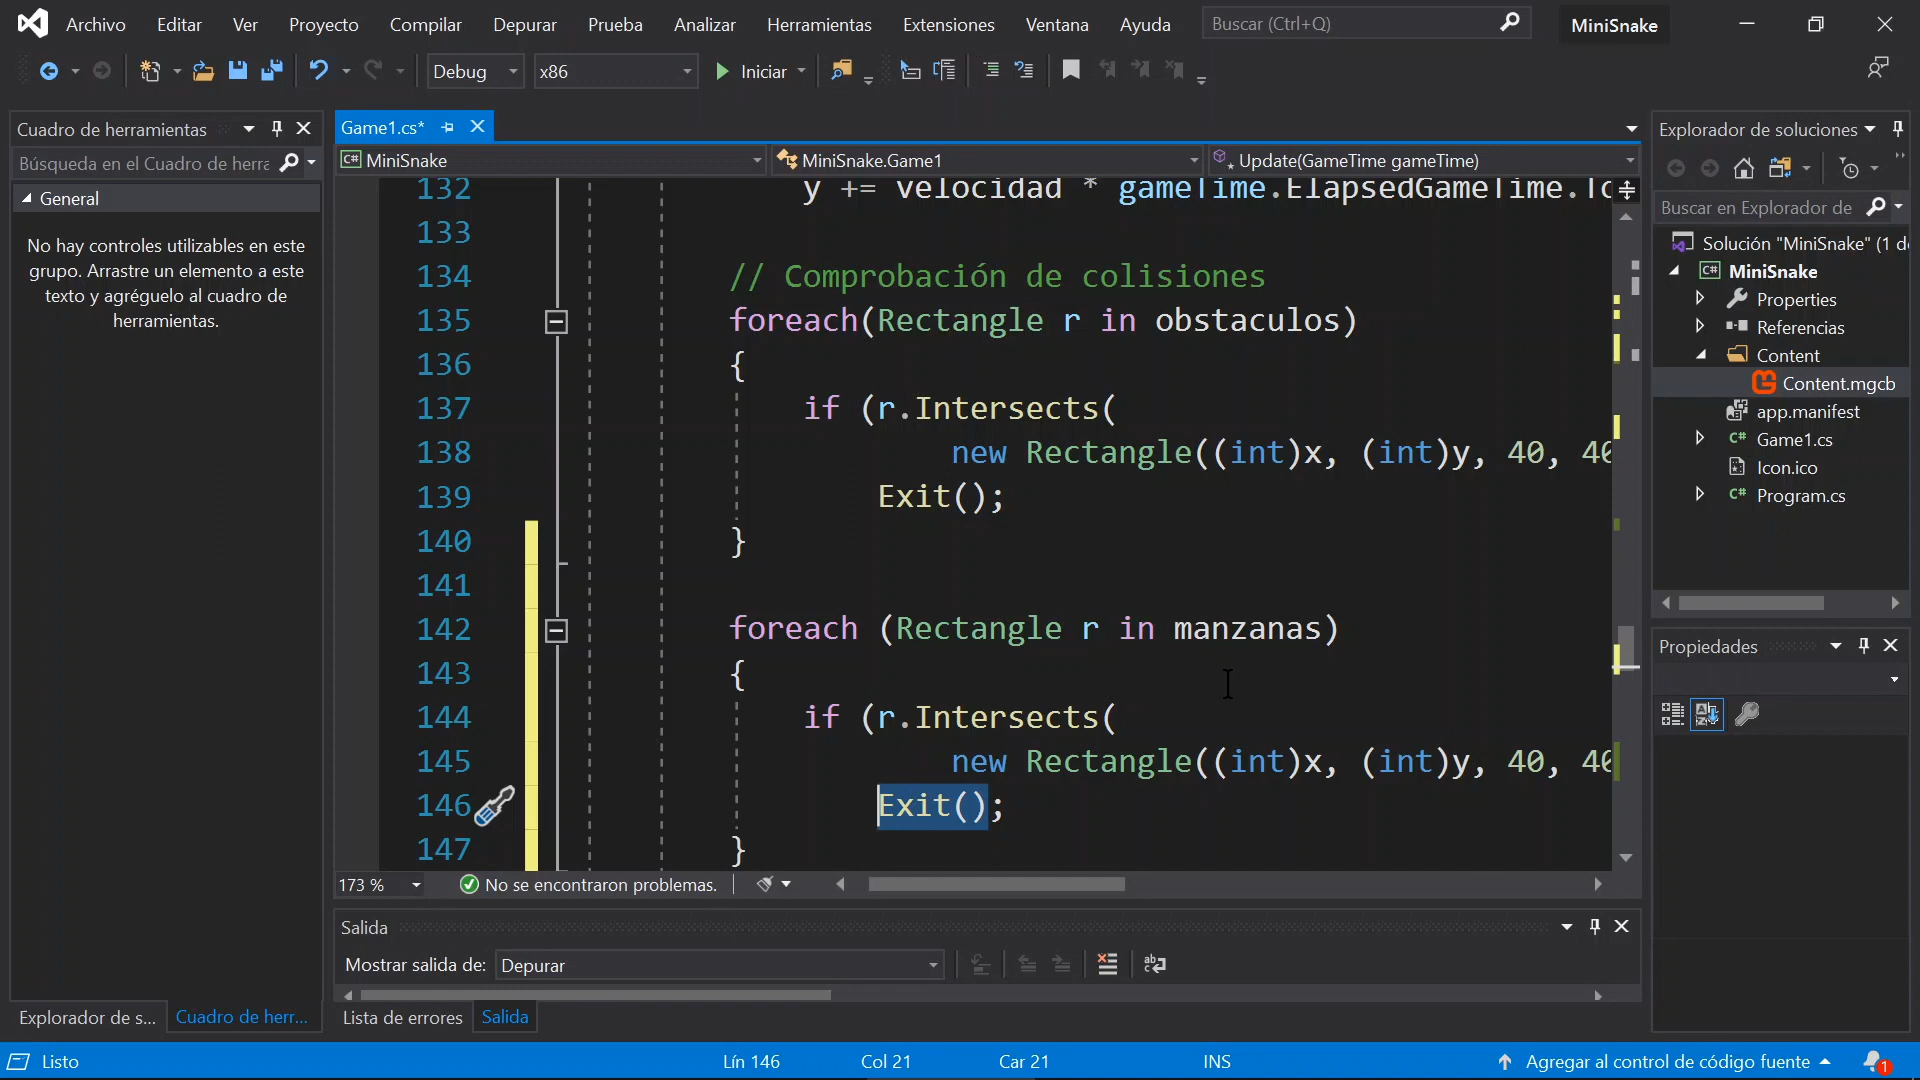 Archivo Editar Ver Proyecto Compilar Depurar Prueba Analizar Herramientas Extensiones Ventana Ayuda Buscar (Ctrl+Q) MiniSnake
Debug x86 Iniciar
Cuadro de herramientas
Búsqueda en el Cuadro de herra
General
No hay controles utilizables en este
grupo. Arrastre un elemento a este
texto y agréguelo al cuadro de
herramientas.
Game1.cs*
MiniSnake MiniSnake.Game1 Update(GameTime gameTime)
132 y += velocidad * gameTime.ElapsedGameTime.To
133
134 // Comprobación de colisiones
135 foreach(Rectangle r in obstaculos)
136 {
137 if (r.Intersects(
138 new Rectangle((int)x, (int)y, 40, 40
139 Exit();
140 }
141
142 foreach (Rectangle r in manzanas)
143 {
144 if (r.Intersects(
145 new Rectangle((int)x, (int)y, 40, 40
146 Exit();
147 }
173 % No se encontraron problemas.
Salida
Mostrar salida de: Depurar
Explorador de s... Cuadro de herr... Lista de errores Salida
Explorador de soluciones
Buscar en Explorador de
Solución "MiniSnake" (1 de
MiniSnake
Properties
Referencias
Content
Content.mgcb
app.manifest
Game1.cs
Icon.ico
Program.cs
Propiedades
Listo Lín 146 Col 21 Car 21 INS Agregar al control de código fuente 1